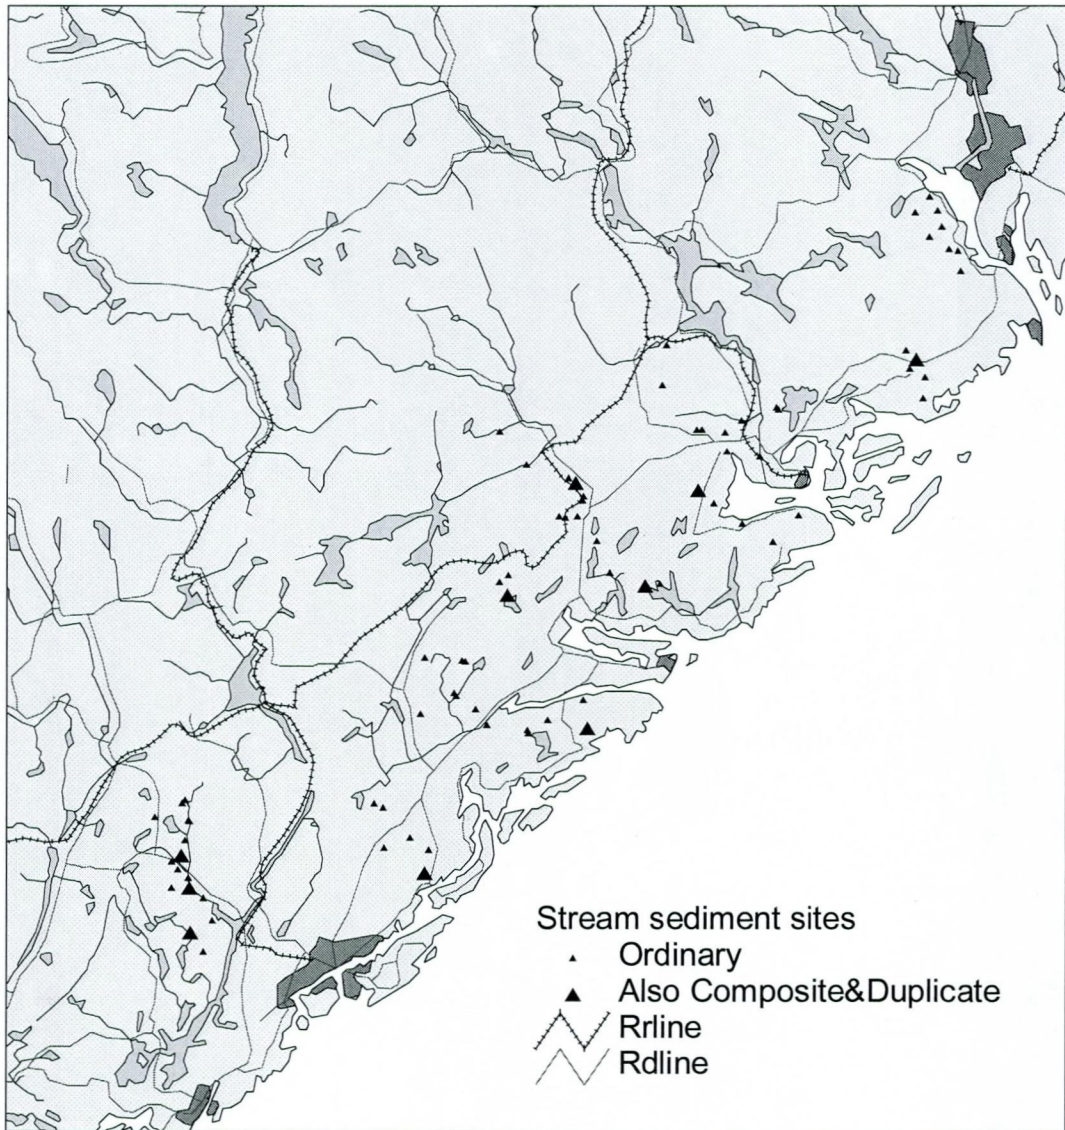 Stream sediment sites
Ordinary
Also Composite&Duplicate
Rrline
Rdline